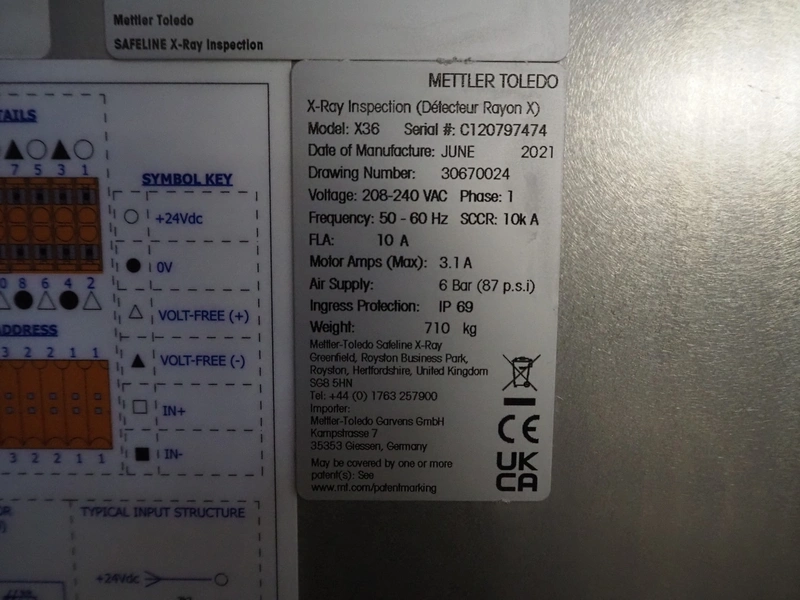 Mettler Toledo
SAFELINE X-Ray Inspection
TAILS
7 5 3 1
8 6 4 2
ADDRESS
3 2 2 1 1
3 2 2 1 1
SYMBOL KEY
+24Vdc
0V
VOLT-FREE (+)
VOLT-FREE (-)
IN+
IN-
TYPICAL INPUT STRUCTURE
+24Vdc
METTLER TOLEDO
X-Ray Inspection (Détecteur Rayon X)
Model: X36 Serial #: C120797474
Date of Manufacture: JUNE 2021
Drawing Number: 30670024
Voltage: 208-240 VAC Phase: 1
Frequency: 50 - 60 Hz SCCR: 10k A
FLA: 10 A
Motor Amps (Max): 3.1 A
Air Supply: 6 Bar (87 p.s.i)
Ingress Protection: IP 69
Weight: 710 kg
Mettler-Toledo Safeline X-Ray
Greenfield, Royston Business Park,
Royston, Hertfordshire, United Kingdom
SG8 5HN
Tel: +44 (0) 1763 257900
Importer:
Mettler-Toledo Garvens GmbH
Kampstrasse 7
35353 Giessen, Germany
May be covered by one or more
patent(s): See
www.mt.com/patentmarking
CE
UK
CA